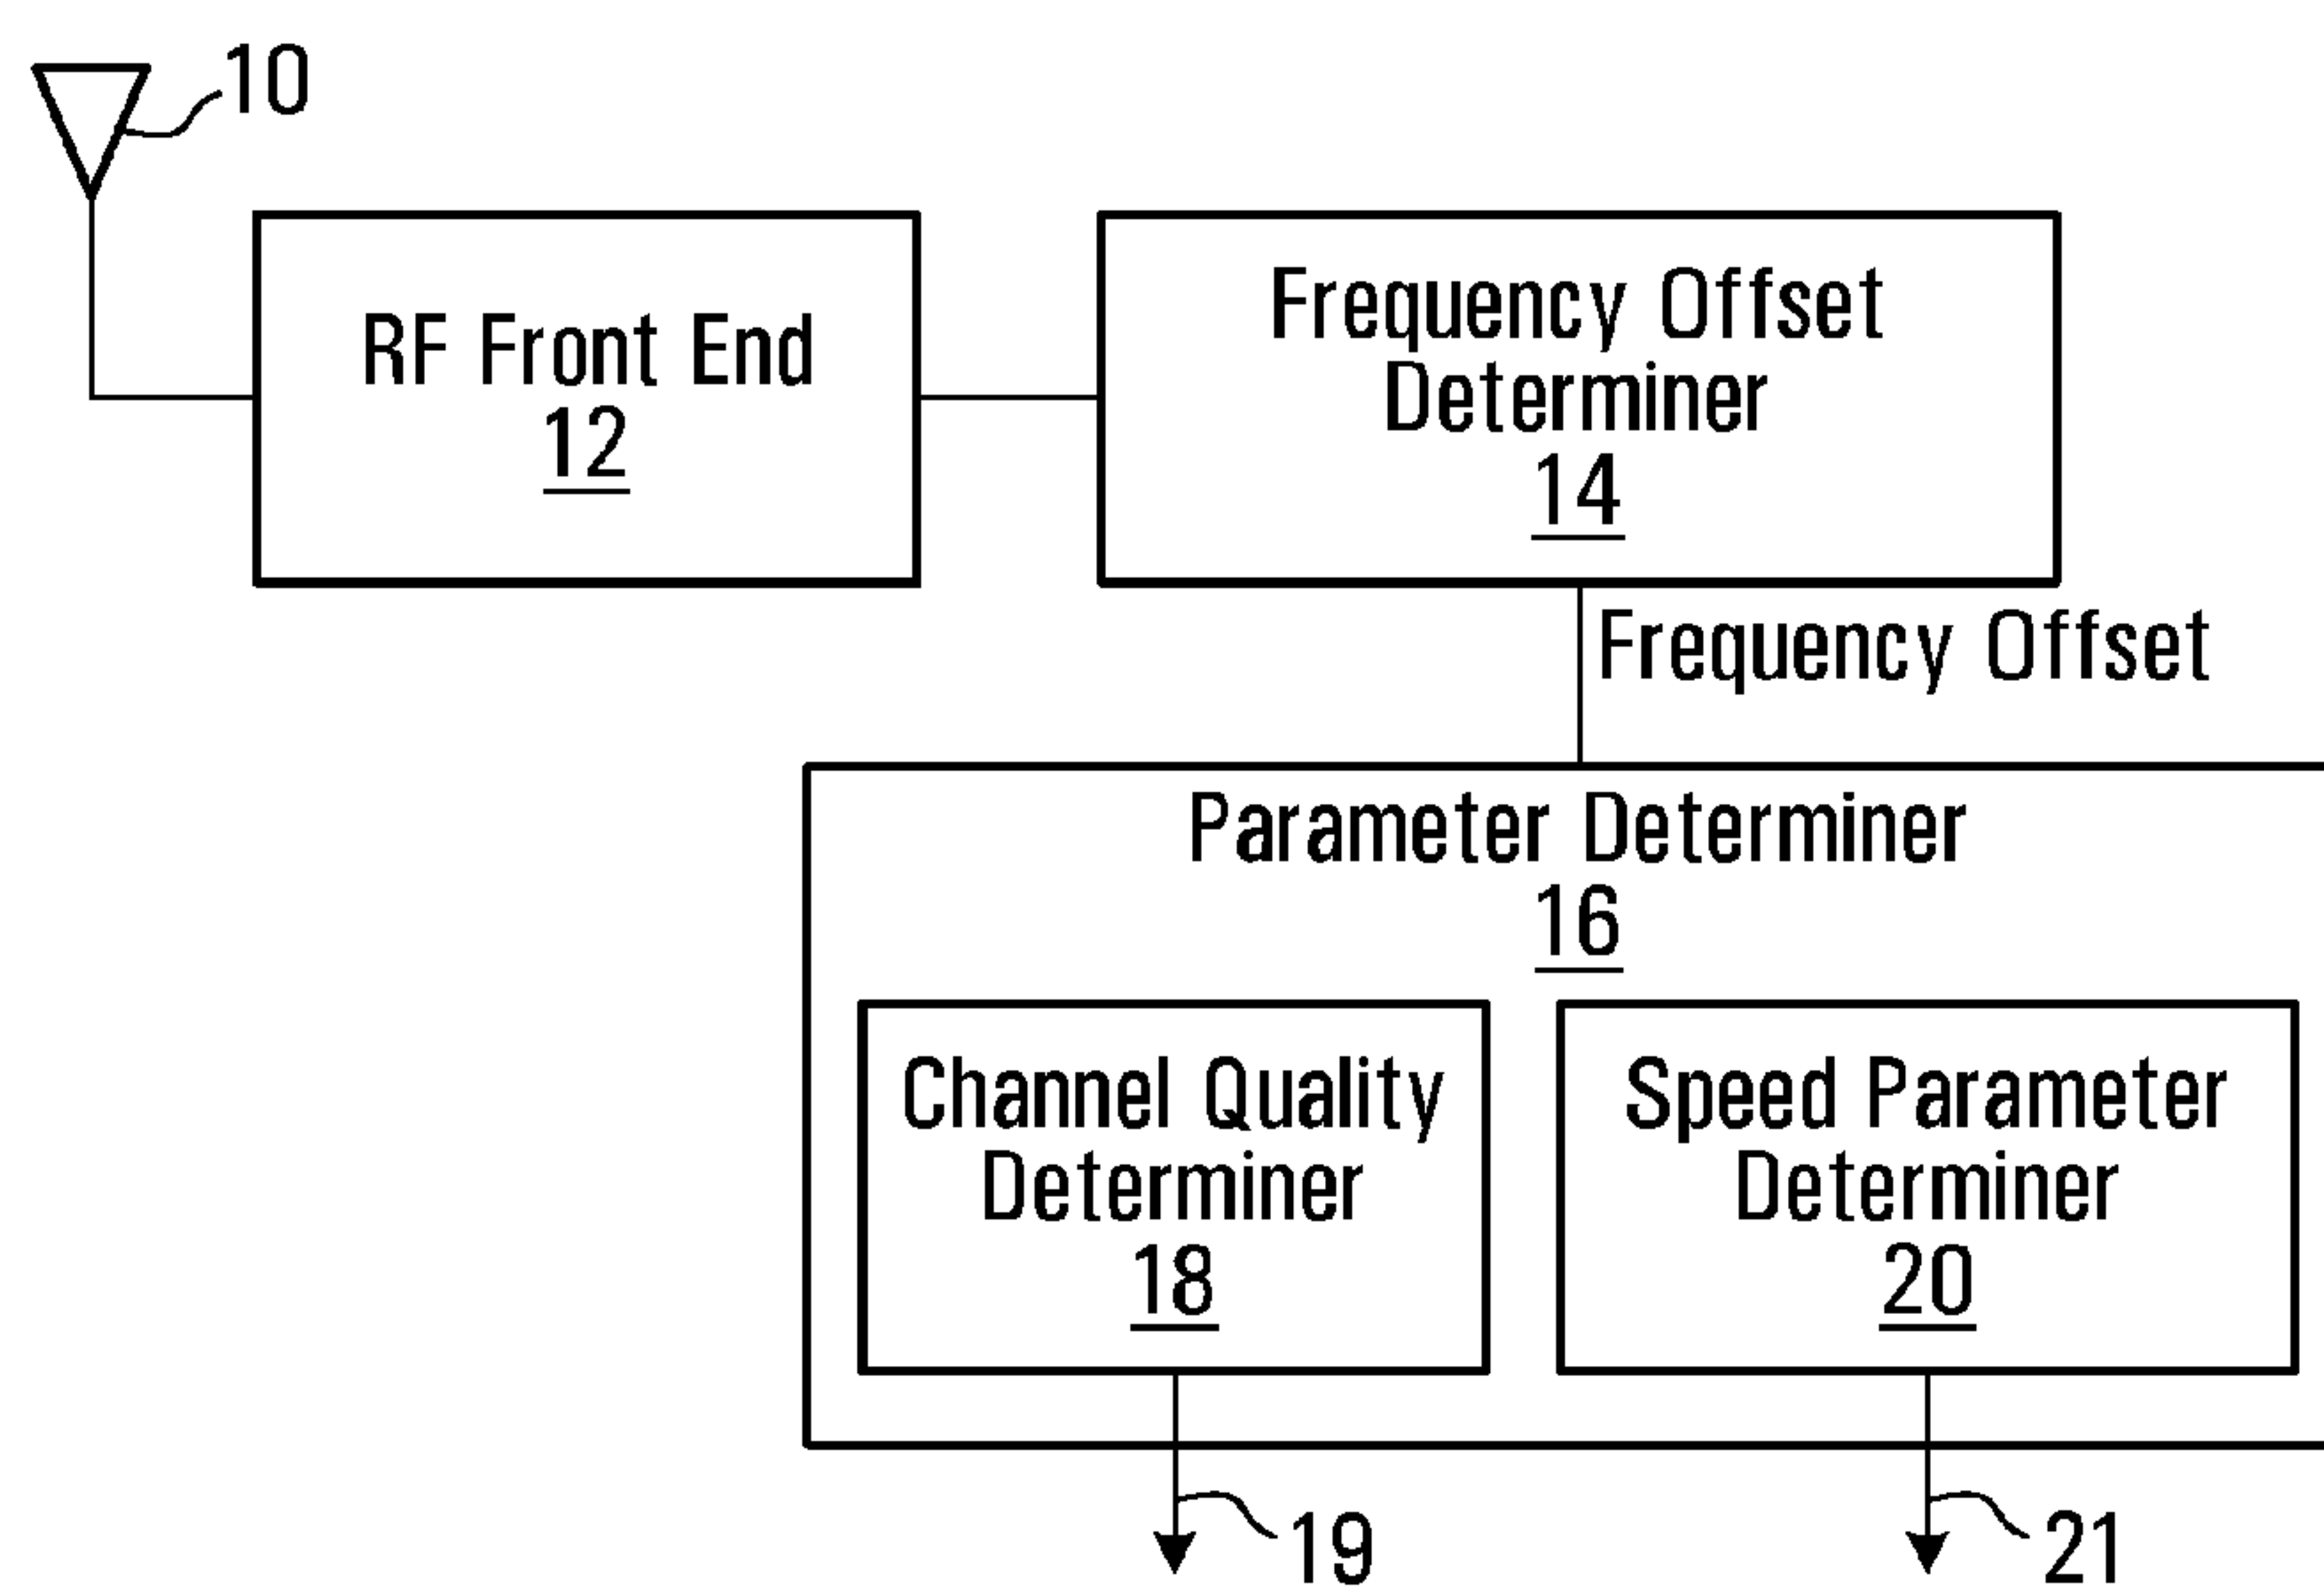 10
RF Front End
12
Frequency Offset
Determiner
14
Frequency Offset
Parameter Determiner
16
Channel Quality
Determiner
18
Speed Parameter
Determiner
20
19
21